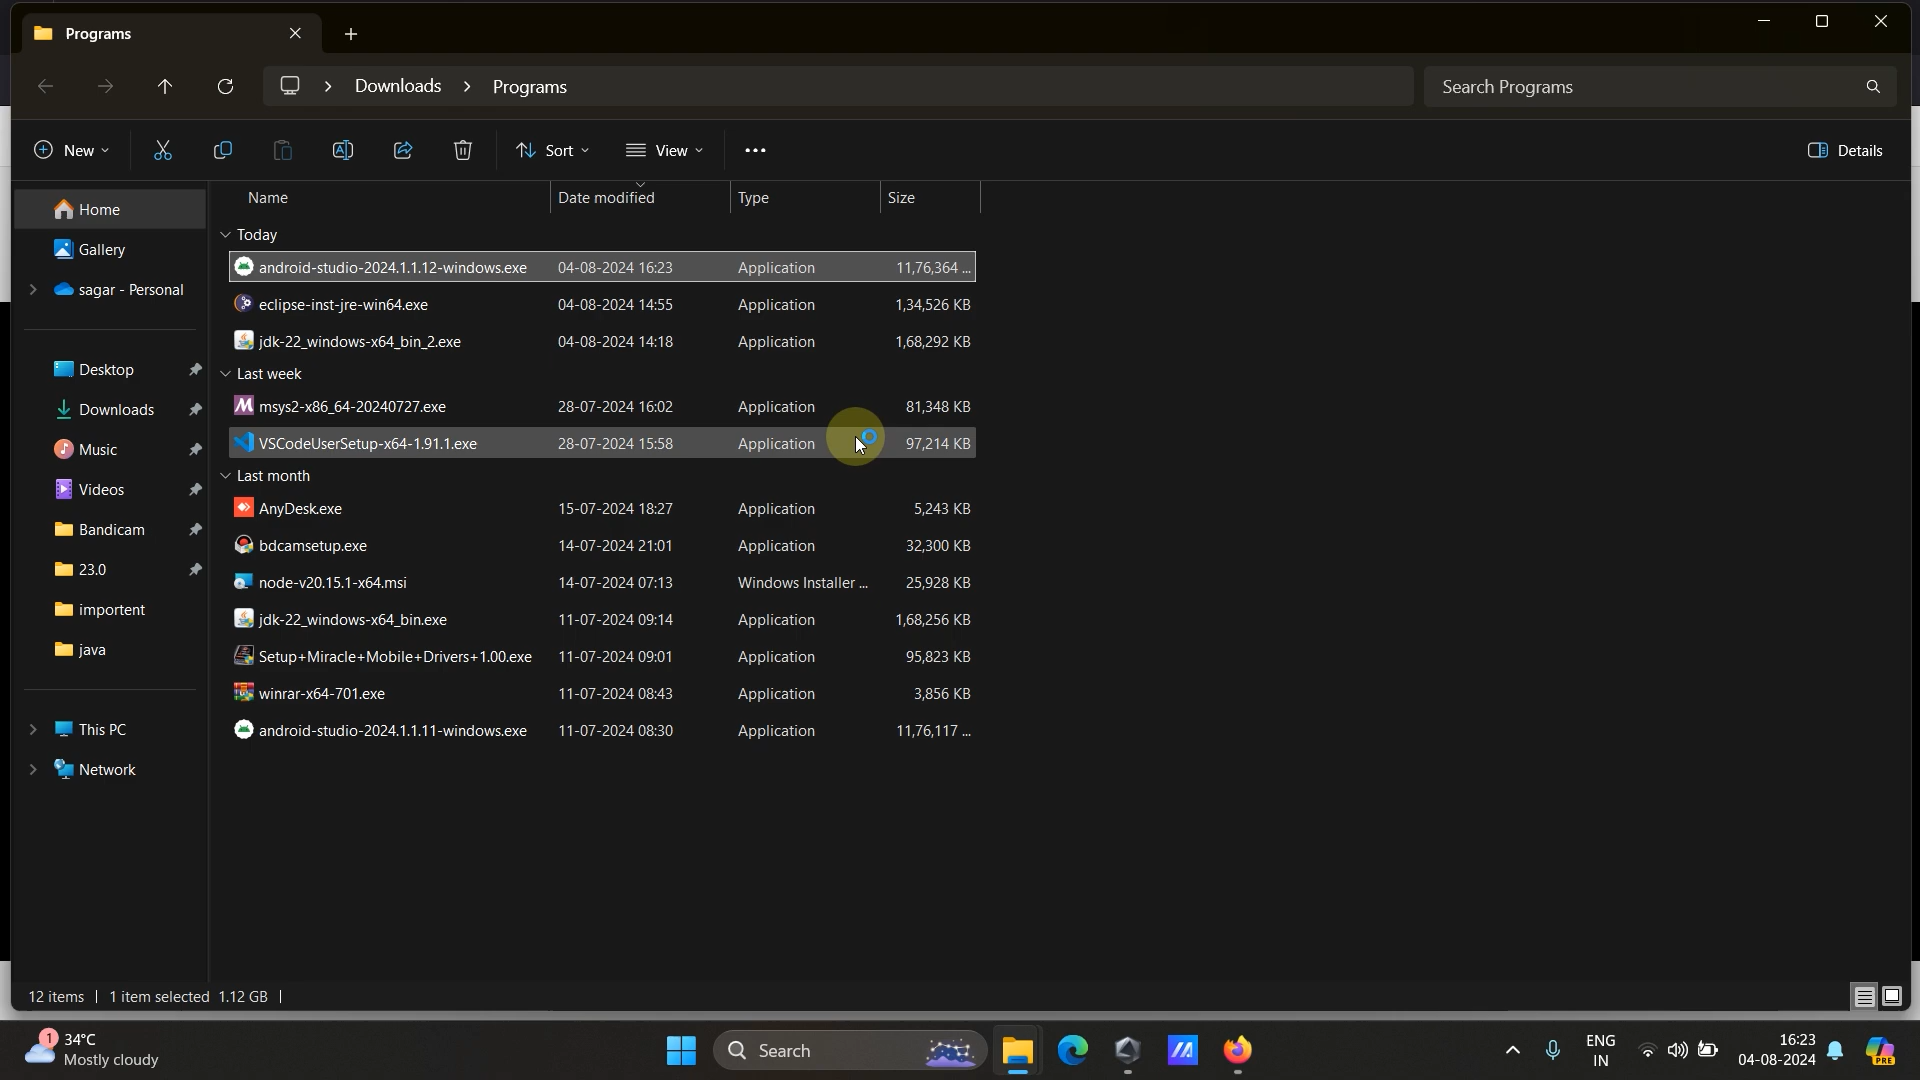 Programs
Downloads > Programs
Search Programs
New
Sort
View
Details
Name Date modified Type Size
Home
Gallery
sagar - Personal
Desktop
Downloads
Music
Videos
Bandicam
23.0
importent
java
This PC
Network
Today
android-studio-2024.1.1.12-windows.exe 04-08-2024 16:23 Application 11,76,364 ...
eclipse-inst-jre-win64.exe 04-08-2024 14:55 Application 1,34,526 KB
jdk-22_windows-x64_bin_2.exe 04-08-2024 14:18 Application 1,68,292 KB
Last week
msys2-x86_64-20240727.exe 28-07-2024 16:02 Application 81,348 KB
VSCodeUserSetup-x64-1.91.1.exe 28-07-2024 15:58 Application 97,214 KB
Last month
AnyDesk.exe 15-07-2024 18:27 Application 5,243 KB
bdcamsetup.exe 14-07-2024 21:01 Application 32,300 KB
node-v20.15.1-x64.msi 14-07-2024 07:13 Windows Installer ... 25,928 KB
jdk-22_windows-x64_bin.exe 11-07-2024 09:14 Application 1,68,256 KB
Setup+Miracle+Mobile+Drivers+1.00.exe 11-07-2024 09:01 Application 95,823 KB
winrar-x64-701.exe 11-07-2024 08:43 Application 3,856 KB
android-studio-2024.1.1.11-windows.exe 11-07-2024 08:30 Application 11,76,117 ...
12 items | 1 item selected 1.12 GB |
1
34°C
Mostly cloudy
Search
ENG
IN
16:23
04-08-2024
PRE